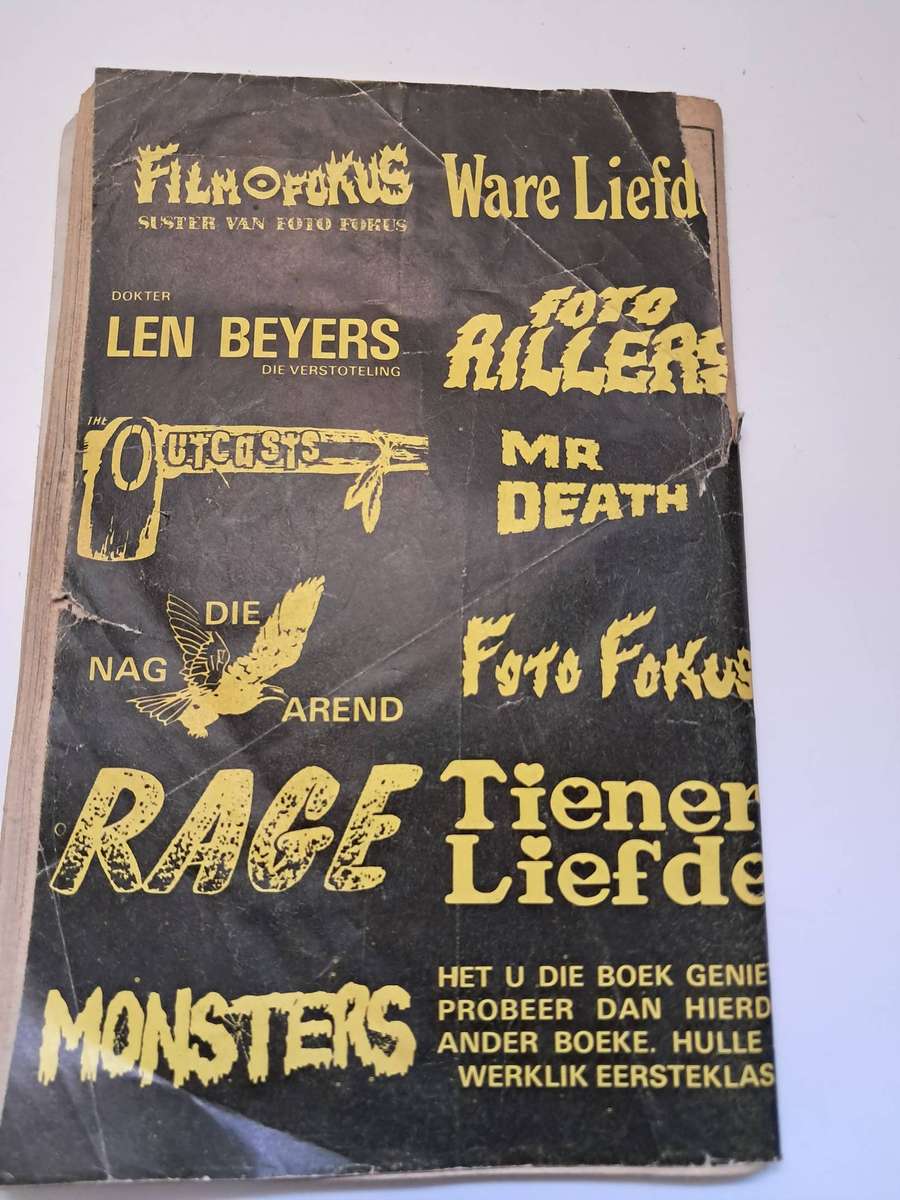 FILM FOKUS
SUSTER VAN FOTO FOKUS
Ware Liefd
DOKTER
LEN BEYERS
DIE VERSTOTELING
FOTO
RILLERS
THE
OUTCASTS
MR
DEATH
DIE
NAG
AREND
FOTO FOKUS
RAGE
Tiener
Liefde
MONSTERS
HET U DIE BOEK GENIE
PROBEER DAN HIERD
ANDER BOEKE. HULLE
WERKLIK EERSTEKLAS